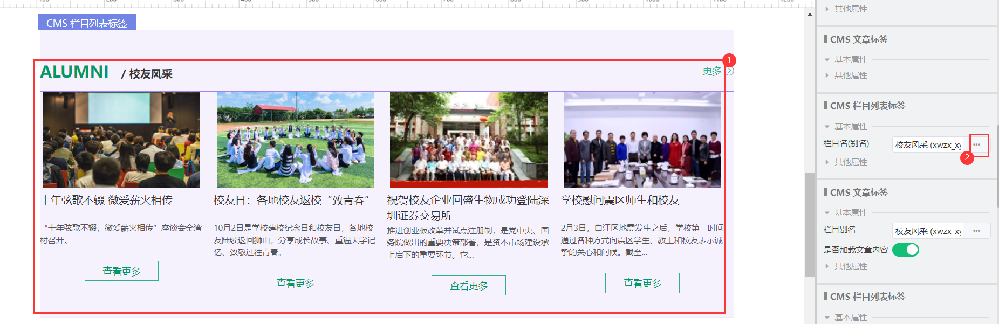 CMS 栏目列表标签
ALUMNI / 校友风采
更多
1
十年弦歌不辍 微爱薪火相传
“十年弦歌不辍，微爱薪火相传”座谈会金湾
村召开。
查看更多
校友日：各地校友返校“致青春”
10月2日是学校建校纪念日和校友日，各地校
友陆续返回狮山，分享成长故事、重温大学记
忆、致敬过往青春。
查看更多
祝贺校友企业回盛生物成功登陆深
圳证券交易所
推进创业板改革并试点注册制，是党中央、国
务院做出的重要决策部署，是资本市场建设承
上启下的重要环节。它...
查看更多
学校慰问震区师生和校友
2月3日，白江区地震发生之后，学校第一时间
通过各种方式向震区学生、教工和校友表示诚
挚的关心和问候。截至...
查看更多
其他属性
CMS 文章标签
基本属性
其他属性
CMS 栏目列表标签
基本属性
栏目名(别名) 校友风采 (xwzx_xy ···
2
其他属性
CMS 文章标签
基本属性
栏目别名 校友风采 (xwzx_xy ···
是否加载文章内容
其他属性
CMS 栏目列表标签
基本属性